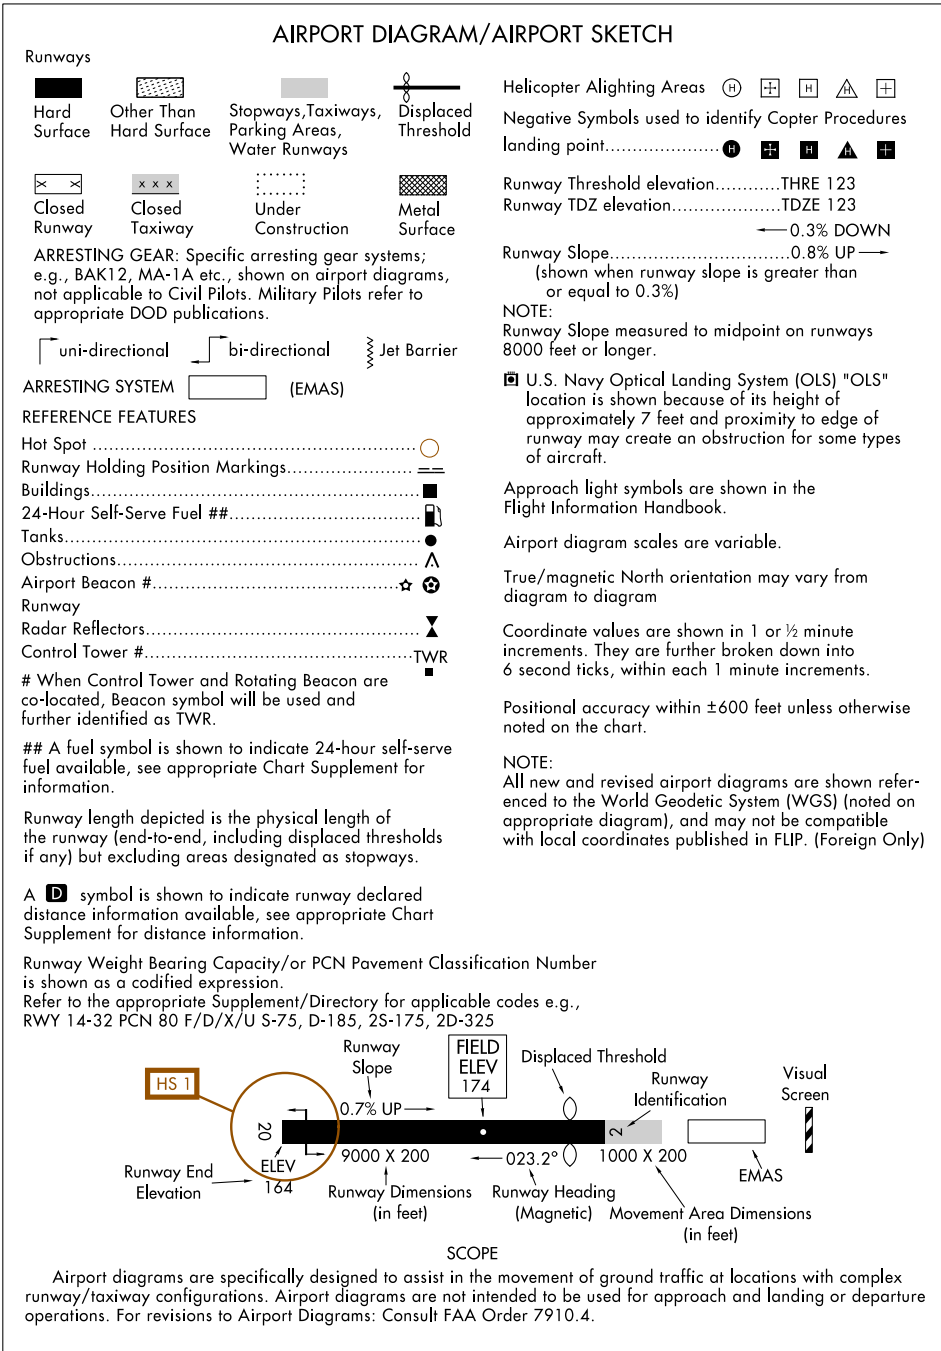 AIRPORT DIAGRAM/AIRPORT SKETCH
Runways
Hard
Surface
Other Than
Hard Surface
Stopways,Taxiways,
Parking Areas,
Water Runways
Displaced
Threshold
x x
Closed
Runway
x x x
Closed
Taxiway
Under
Construction
Metal
Surface
ARRESTING GEAR: Specific arresting gear systems;
e.g., BAK12, MA-1A etc., shown on airport diagrams,
not applicable to Civil Pilots. Military Pilots refer to
appropriate DOD publications.
uni-directional
bi-directional
Jet Barrier
ARRESTING SYSTEM
(EMAS)
REFERENCE FEATURES
Hot Spot
Runway Holding Position Markings
Buildings
24-Hour Self-Serve Fuel ##
Tanks
Obstructions
Airport Beacon #
Runway
Radar Reflectors
Control Tower # TWR
# When Control Tower and Rotating Beacon are
co-located, Beacon symbol will be used and
further identified as TWR.
## A fuel symbol is shown to indicate 24-hour self-serve
fuel available, see appropriate Chart Supplement for
information.
Runway length depicted is the physical length of
the runway (end-to-end, including displaced thresholds
if any) but excluding areas designated as stopways.
A D symbol is shown to indicate runway declared
distance information available, see appropriate Chart
Supplement for distance information.
Runway Weight Bearing Capacity/or PCN Pavement Classification Number
is shown as a codified expression.
Refer to the appropriate Supplement/Directory for applicable codes e.g.,
RWY 14-32 PCN 80 F/D/X/U S-75, D-185, 2S-175, 2D-325
Helicopter Alighting Areas H H H
Negative Symbols used to identify Copter Procedures
landing point H H H
Runway Threshold elevation............THRE 123
Runway TDZ elevation....................TDZE 123
0.3% DOWN
Runway Slope................................0.8% UP
(shown when runway slope is greater than
or equal to 0.3%)
NOTE:
Runway Slope measured to midpoint on runways
8000 feet or longer.
U.S. Navy Optical Landing System (OLS) "OLS"
location is shown because of its height of
approximately 7 feet and proximity to edge of
runway may create an obstruction for some types
of aircraft.
Approach light symbols are shown in the
Flight Information Handbook.
Airport diagram scales are variable.
True/magnetic North orientation may vary from
diagram to diagram
Coordinate values are shown in 1 or ½ minute
increments. They are further broken down into
6 second ticks, within each 1 minute increments.
Positional accuracy within ±600 feet unless otherwise
noted on the chart.
NOTE:
All new and revised airport diagrams are shown refer-
enced to the World Geodetic System (WGS) (noted on
appropriate diagram), and may not be compatible
with local coordinates published in FLIP. (Foreign Only)
HS 1
Runway
Slope
0.7% UP
FIELD
ELEV
174
Displaced Threshold
Runway
Identification
Visual
Screen
20
2
ELEV
164
Runway End
Elevation
9000 X 200
Runway Dimensions
(in feet)
023.2°
Runway Heading
(Magnetic)
1000 X 200
Movement Area Dimensions
(in feet)
EMAS
SCOPE
Airport diagrams are specifically designed to assist in the movement of ground traffic at locations with complex
runway/taxiway configurations. Airport diagrams are not intended to be used for approach and landing or departure
operations. For revisions to Airport Diagrams: Consult FAA Order 7910.4.